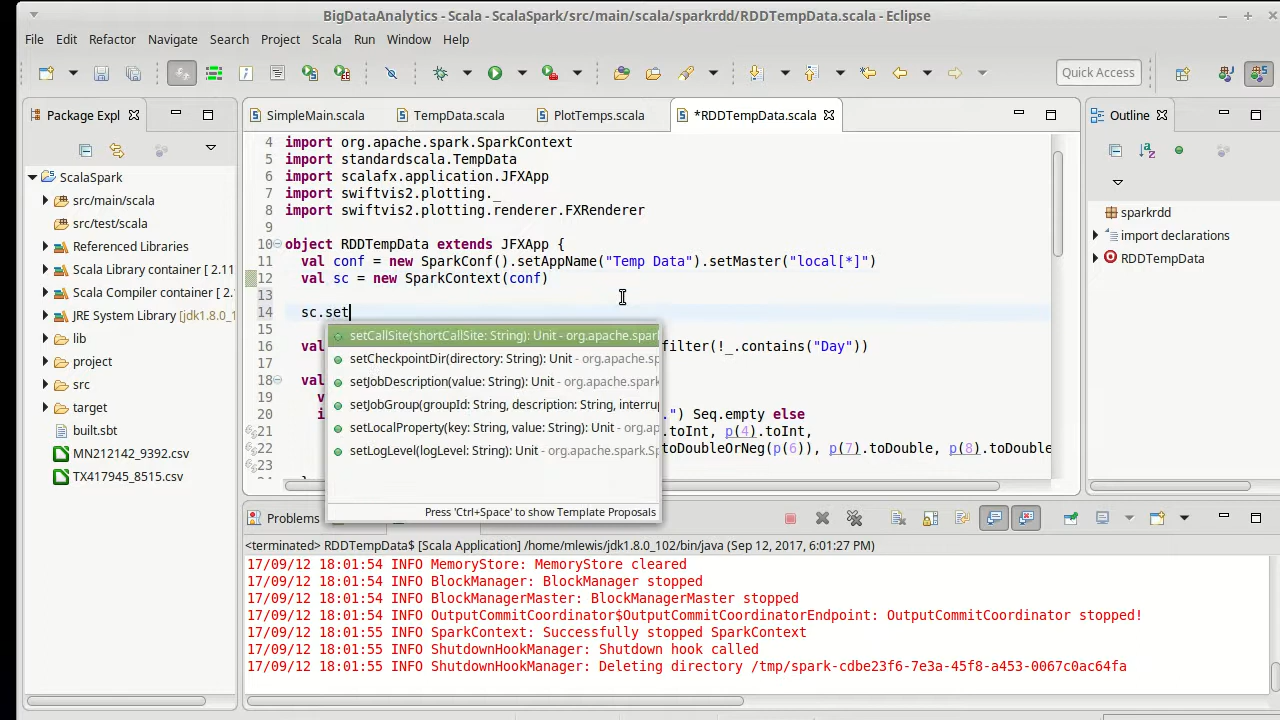 BigDataAnalytics - Scala - ScalaSpark/src/main/scala/sparkrdd/RDDTempData.scala - Eclipse
File Edit Refactor Navigate Search Project Scala Run Window Help
Quick Access
Package Expl
SimpleMain.scala
TempData.scala
PlotTemps.scala
*RDDTempData.scala
Outline
ScalaSpark
src/main/scala
src/test/scala
Referenced Libraries
Scala Library container [ 2.11
Scala Compiler container [ 2.
JRE System Library [jdk1.8.0_1
lib
project
src
target
built.sbt
MN212142_9392.csv
TX417945_8515.csv
4 import org.apache.spark.SparkContext
5 import standardscala.TempData
6 import scalafx.application.JFXApp
7 import swiftvis2.plotting._
8 import swiftvis2.plotting.renderer.FXRenderer
9
10 object RDDTempData extends JFXApp {
11 val conf = new SparkConf().setAppName("Temp Data").setMaster("local[*]")
12 val sc = new SparkContext(conf)
13
14 sc.set
15
16 val filter(!_.contains("Day"))
17
18 val
19 v
20 i .") Seq.empty else
21 .toInt, p(4).toInt,
22 toDoubleOrNeg(p(6)), p(7).toDouble, p(8).toDouble
23
setCallSite(shortCallSite: String): Unit - org.apache.spark
setCheckpointDir(directory: String): Unit - org.apache.sp
setJobDescription(value: String): Unit - org.apache.spark
setJobGroup(groupId: String, description: String, interru
setLocalProperty(key: String, value: String): Unit - org.ap
setLogLevel(logLevel: String): Unit - org.apache.spark.Sp
Press 'Ctrl+Space' to show Template Proposals
sparkrdd
import declarations
RDDTempData
Problems
<terminated> RDDTempData$ [Scala Application] /home/mlewis/jdk1.8.0_102/bin/java (Sep 12, 2017, 6:01:27 PM)
17/09/12 18:01:54 INFO MemoryStore: MemoryStore cleared
17/09/12 18:01:54 INFO BlockManager: BlockManager stopped
17/09/12 18:01:54 INFO BlockManagerMaster: BlockManagerMaster stopped
17/09/12 18:01:54 INFO OutputCommitCoordinator$OutputCommitCoordinatorEndpoint: OutputCommitCoordinator stopped!
17/09/12 18:01:55 INFO SparkContext: Successfully stopped SparkContext
17/09/12 18:01:55 INFO ShutdownHookManager: Shutdown hook called
17/09/12 18:01:55 INFO ShutdownHookManager: Deleting directory /tmp/spark-cdbe23f6-7e3a-45f8-a453-0067c0ac64fa